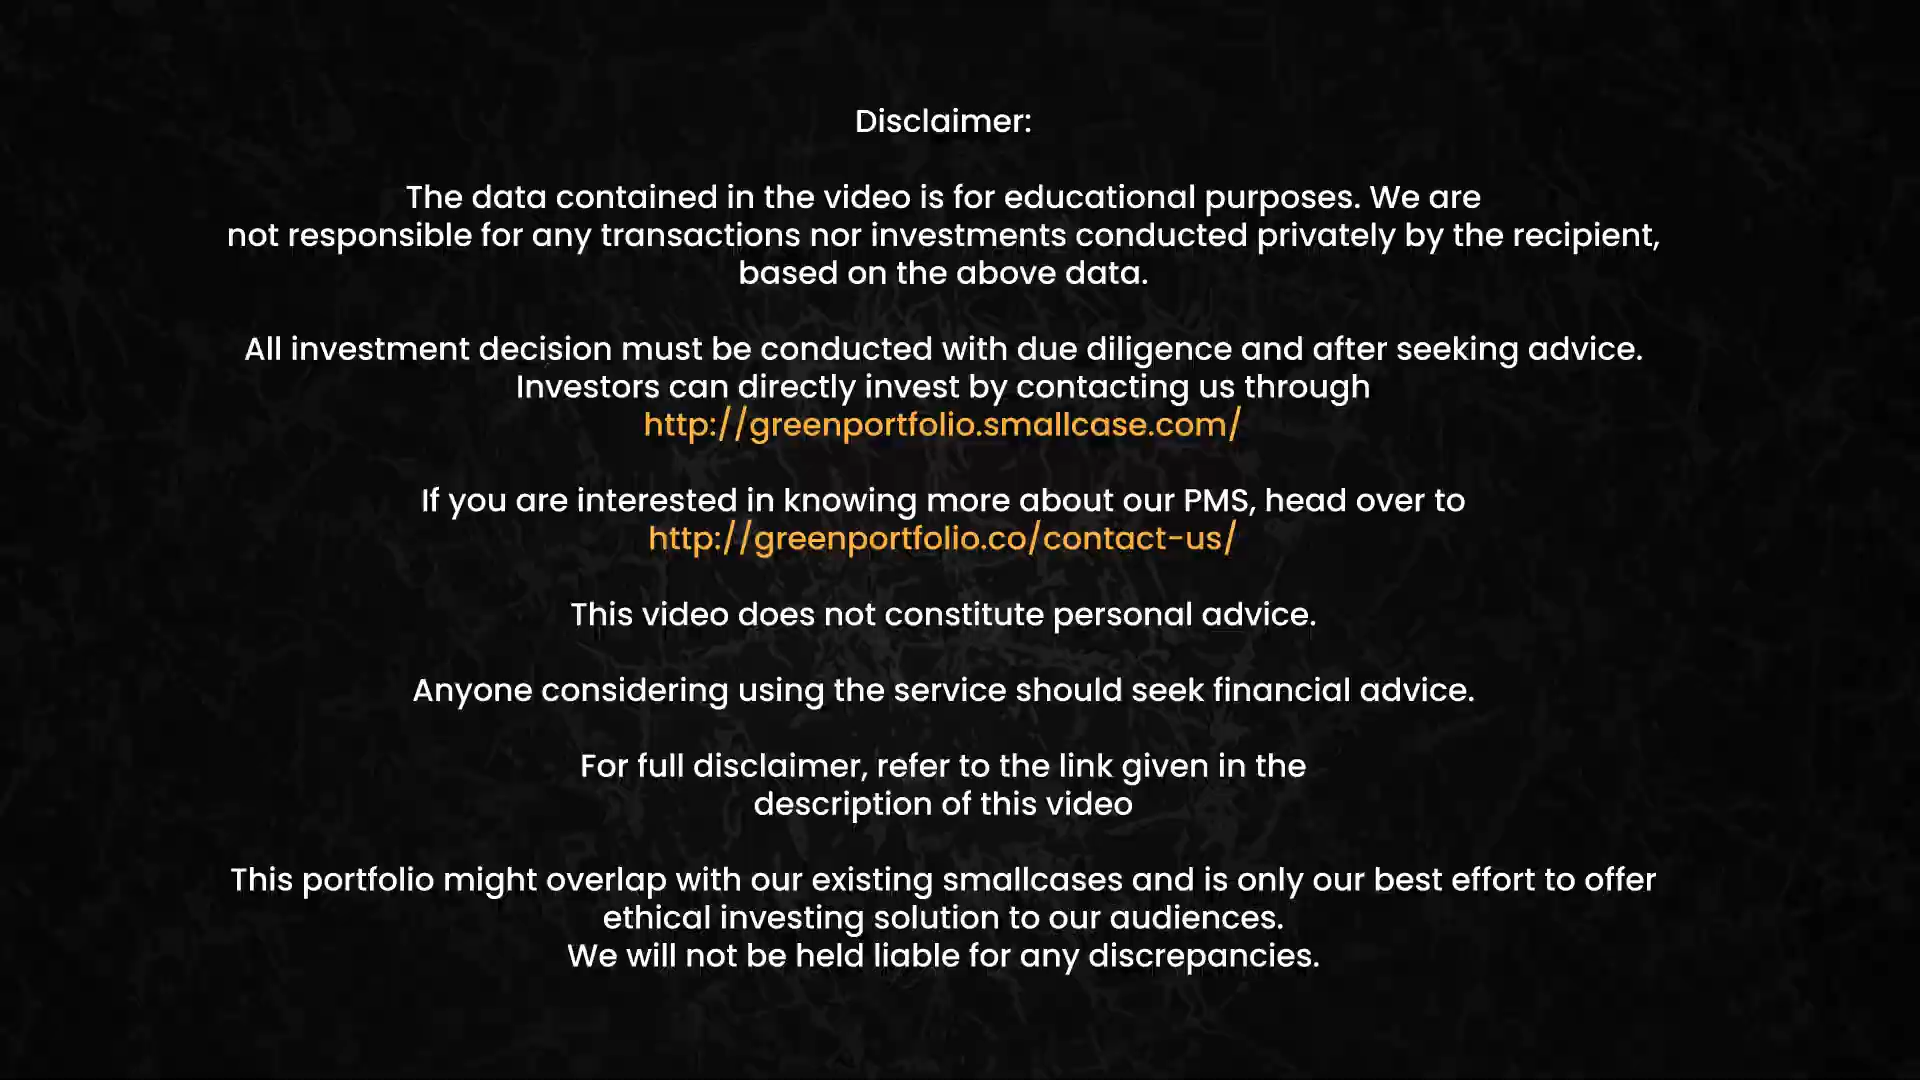 Disclaimer:
The data contained in the video is for educational purposes. We are
not responsible for any transactions nor investments conducted privately by the recipient,
based on the above data.
All investment decision must be conducted with due diligence and after seeking advice.
Investors can directly invest by contacting us through
http://greenportfolio.smallcase.com/
If you are interested in knowing more about our PMS, head over to
http://greenportfolio.co/contact-us/
This video does not constitute personal advice.
Anyone considering using the service should seek financial advice.
For full disclaimer, refer to the link given in the
description of this video
This portfolio might overlap with our existing smallcases and is only our best effort to offer
ethical investing solution to our audiences.
We will not be held liable for any discrepancies.